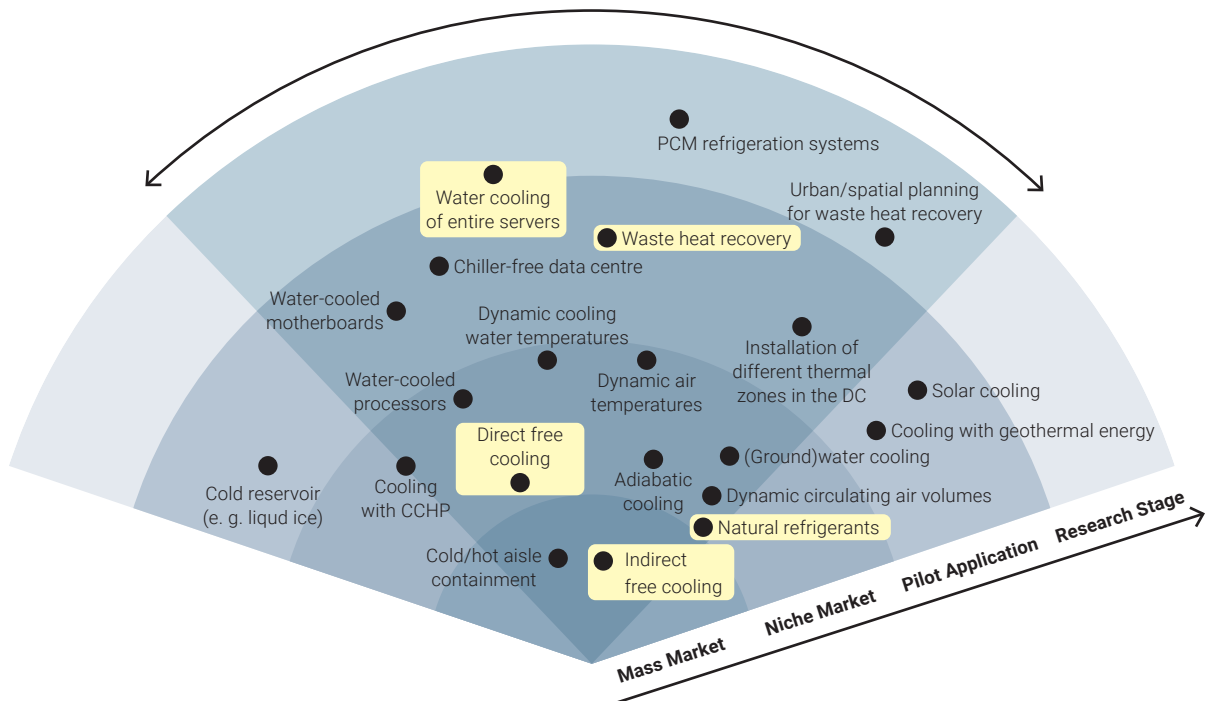 PCM refrigeration systems
Water cooling
of entire servers
Urban/spatial planning
for waste heat recovery
Waste heat recovery
Chiller-free data centre
Water-cooled
motherboards
Dynamic cooling
water temperatures
Installation of
different thermal
zones in the DC
Water-cooled
processors
Dynamic air
temperatures
Solar cooling
Cooling with geothermal energy
Direct free
cooling
(Ground)water cooling
Cold reservoir
(e. g. liqud ice)
Cooling
with CCHP
Adiabatic
cooling
Dynamic circulating air volumes
Natural refrigerants
Cold/hot aisle
containment
Indirect
free cooling
Mass Market
Niche Market
Pilot Application
Research Stage